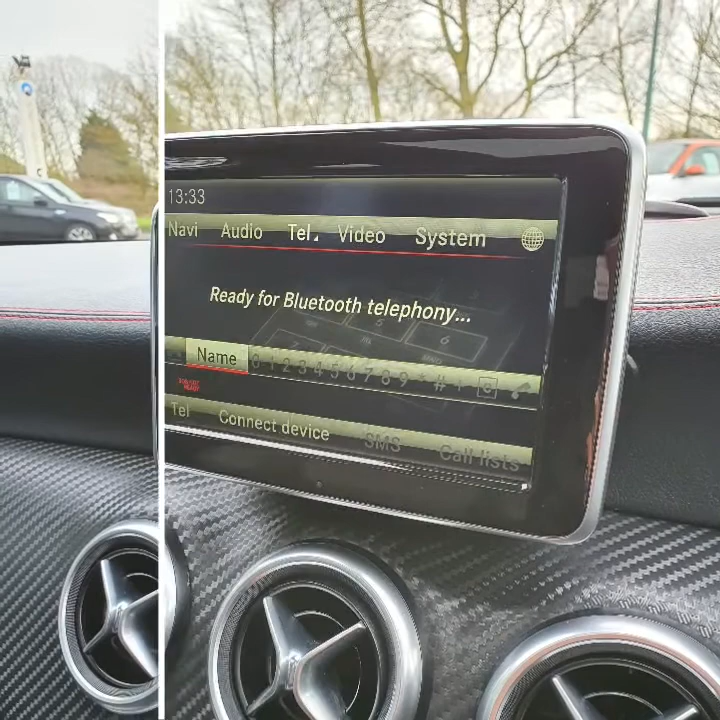 13:33
Navi Audio Tel. Video System
Ready for Bluetooth telephony...
Name 0 1 2 3 4 5 6 7 8 9 * # +
Tel Connect device SMS Call lists